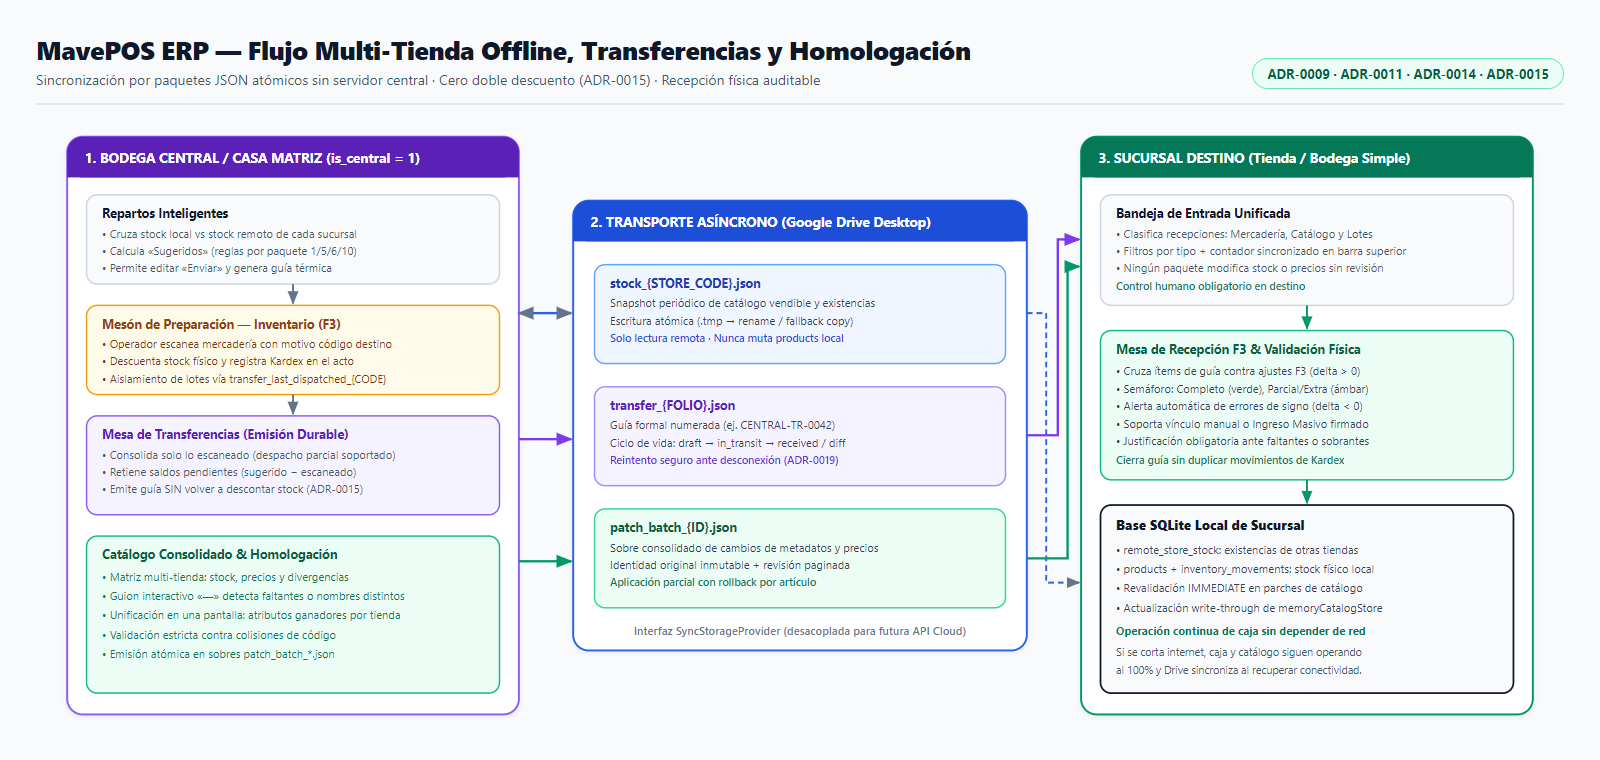 MavePOS ERP — Flujo Multi-Tienda Offline, Transferencias y Homologación
Sincronización por paquetes JSON atómicos sin servidor central · Cero doble descuento (ADR-0015) · Recepción física auditable
ADR-0009 · ADR-0011 · ADR-0014 · ADR-0015
1. BODEGA CENTRAL / CASA MATRIZ (is_central = 1)
Repartos Inteligentes
• Cruza stock local vs stock remoto de cada sucursal
• Calcula «Sugeridos» (reglas por paquete 1/5/6/10)
• Permite editar «Enviar» y genera guía térmica
Mesón de Preparación — Inventario (F3)
• Operador escanea mercadería con motivo código destino
• Descuenta stock físico y registra Kardex en el acto
• Aislamiento de lotes vía transfer_last_dispatched_{CODE}
Mesa de Transferencias (Emisión Durable)
• Consolida solo lo escaneado (despacho parcial soportado)
• Retiene saldos pendientes (sugerido − escaneado)
• Emite guía SIN volver a descontar stock (ADR-0015)
Catálogo Consolidado & Homologación
• Matriz multi-tienda: stock, precios y divergencias
• Guion interactivo «—» detecta faltantes o nombres distintos
• Unificación en una pantalla: atributos ganadores por tienda
• Validación estricta contra colisiones de código
• Emisión atómica en sobres patch_batch_*.json
2. TRANSPORTE ASÍNCRONO (Google Drive Desktop)
stock_{STORE_CODE}.json
Snapshot periódico de catálogo vendible y existencias
Escritura atómica (.tmp → rename / fallback copy)
Solo lectura remota · Nunca muta products local
transfer_{FOLIO}.json
Guía formal numerada (ej. CENTRAL-TR-0042)
Ciclo de vida: draft → in_transit → received / diff
Reintento seguro ante desconexión (ADR-0019)
patch_batch_{ID}.json
Sobre consolidado de cambios de metadatos y precios
Identidad original inmutable + revisión paginada
Aplicación parcial con rollback por artículo
Interfaz SyncStorageProvider (desacoplada para futura API Cloud)
3. SUCURSAL DESTINO (Tienda / Bodega Simple)
Bandeja de Entrada Unificada
• Clasifica recepciones: Mercadería, Catálogo y Lotes
• Filtros por tipo + contador sincronizado en barra superior
• Ningún paquete modifica stock o precios sin revisión
Control humano obligatorio en destino
Mesa de Recepción F3 & Validación Física
• Cruza ítems de guía contra ajustes F3 (delta > 0)
• Semáforo: Completo (verde), Parcial/Extra (ámbar)
• Alerta automática de errores de signo (delta < 0)
• Soporta vínculo manual o Ingreso Masivo firmado
• Justificación obligatoria ante faltantes o sobrantes
Cierra guía sin duplicar movimientos de Kardex
Base SQLite Local de Sucursal
• remote_store_stock: existencias de otras tiendas
• products + inventory_movements: stock físico local
• Revalidación IMMEDIATE en parches de catálogo
• Actualización write-through de memoryCatalogStore
Operación continua de caja sin depender de red
Si se corta internet, caja y catálogo siguen operando
al 100% y Drive sincroniza al recuperar conectividad.